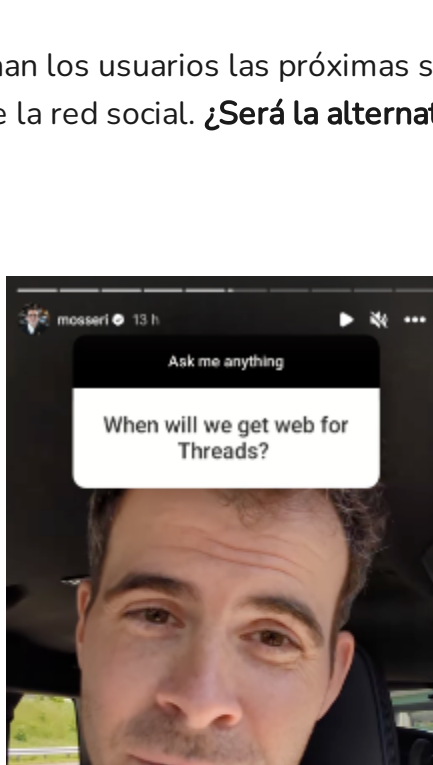 an los usuarios las próximas s
e la red social. ¿Será la alternat
mosseri 13 h
Ask me anything
When will we get web for
Threads?